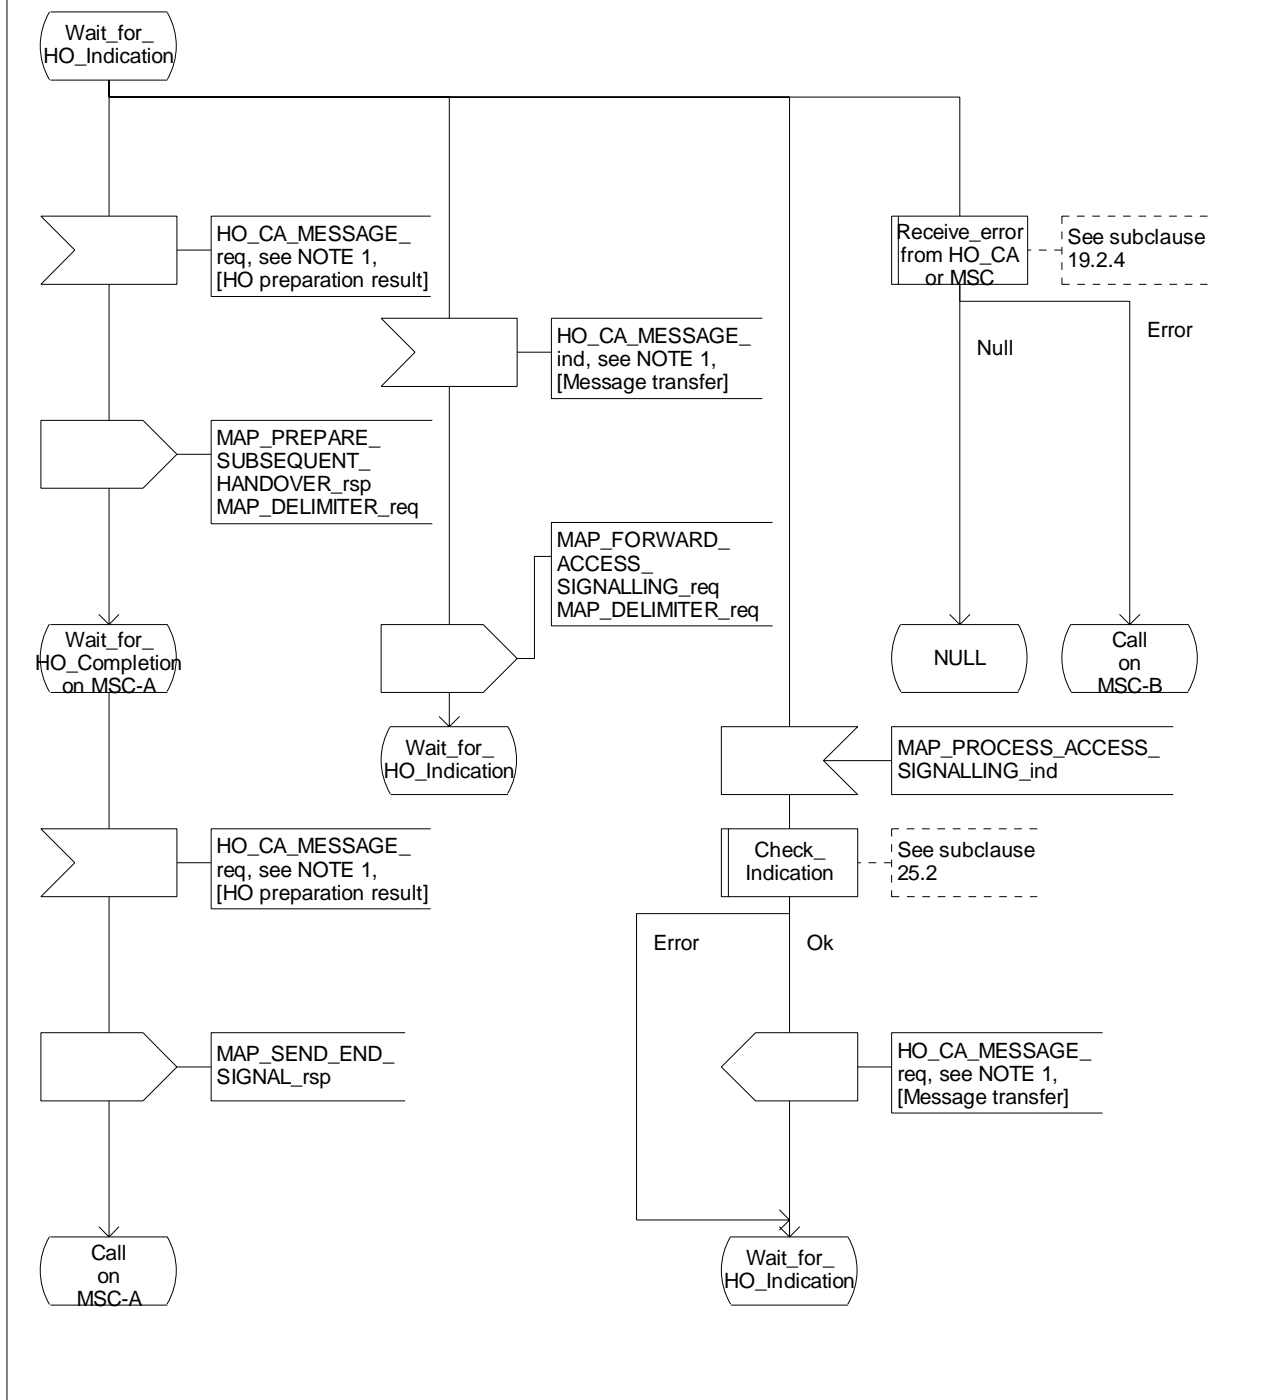 Wait_for_
HO_Indication
HO_CA_MESSAGE_
req, see NOTE 1,
[HO preparation result]
Receive_error
from HO_CA
or MSC
See subclause
19.2.4
HO_CA_MESSAGE_
ind, see NOTE 1,
[Message transfer]
Null
Error
MAP_PREPARE_
SUBSEQUENT_
HANDOVER_rsp
MAP_DELIMITER_req
MAP_FORWARD_
ACCESS_
SIGNALLING_req
MAP_DELIMITER_req
Wait_for_
HO_Completion
on MSC-A
NULL
Call
on
MSC-B
Wait_for_
HO_Indication
MAP_PROCESS_ACCESS_
SIGNALLING_ind
HO_CA_MESSAGE_
req, see NOTE 1,
[HO preparation result]
Check_
Indication
See subclause
25.2
Error
Ok
MAP_SEND_END_
SIGNAL_rsp
HO_CA_MESSAGE_
req, see NOTE 1,
[Message transfer]
Call
on
MSC-A
Wait_for_
HO_Indication